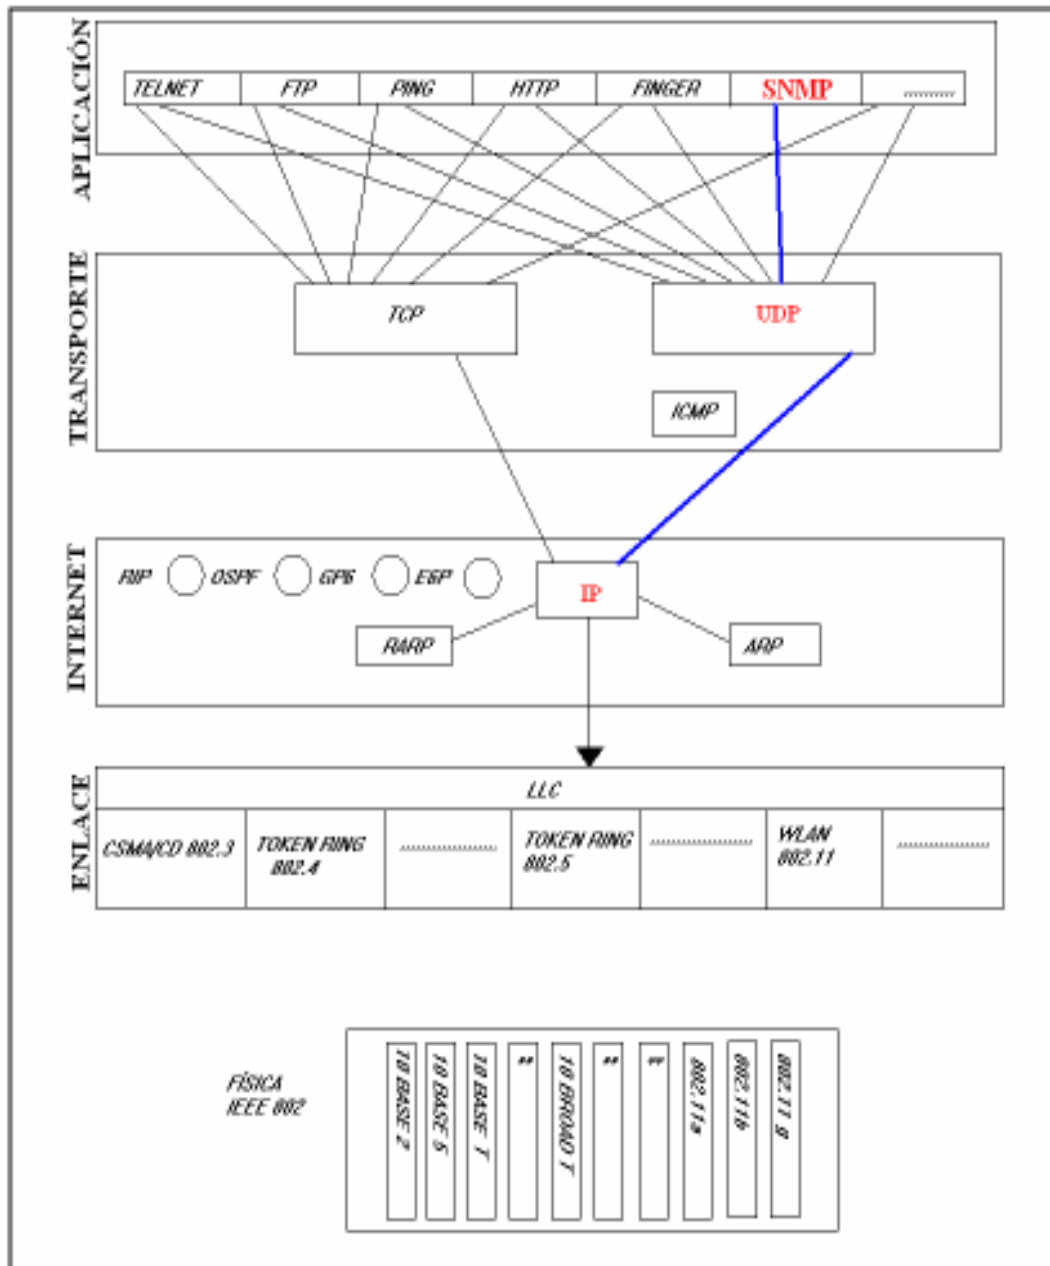 APLICACIÓN
TELNET FTP PING HTTP FINGER SNMP ............
TRANSPORTE
TCP UDP
ICMP
INTERNET
RIP OSPF GPG EGP IP
RARP ARP
ENLACE
LLC
CSMA/CD 802.3
TOKEN RING
802.4
.......................
TOKEN RING
802.5
.......................
WLAN
802.11
.......................
FÍSICA
IEEE 802
10 BASE 2
10 BASE 5
10 BASE T
"
10 BROAD T
"
"
802.11a
802.11b
802.11 g